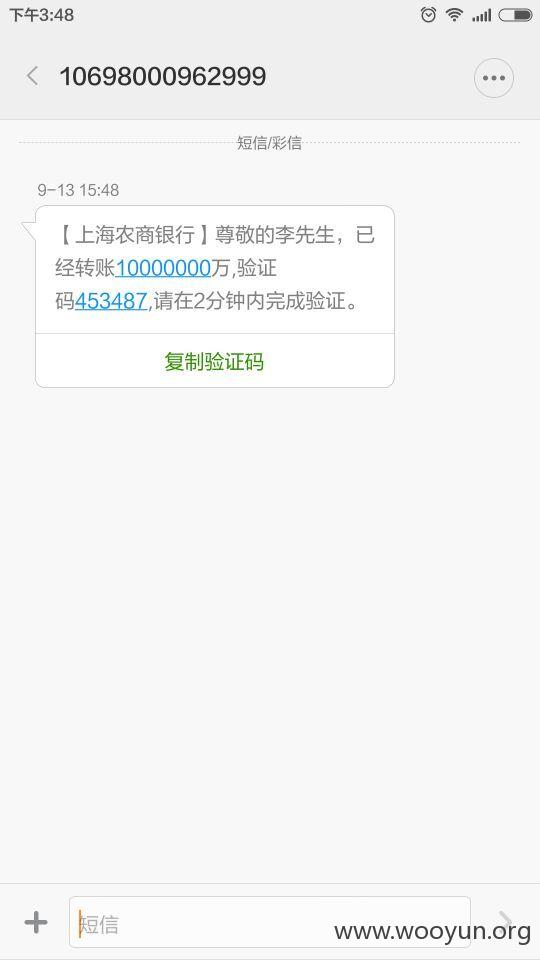 下午3:48
10698000962999
短信/彩信
9-13 15:48
【上海农商银行】尊敬的李先生，已
经转账10000000万,验证
码453487,请在2分钟内完成验证。
复制验证码
短信
www.wooyun.org